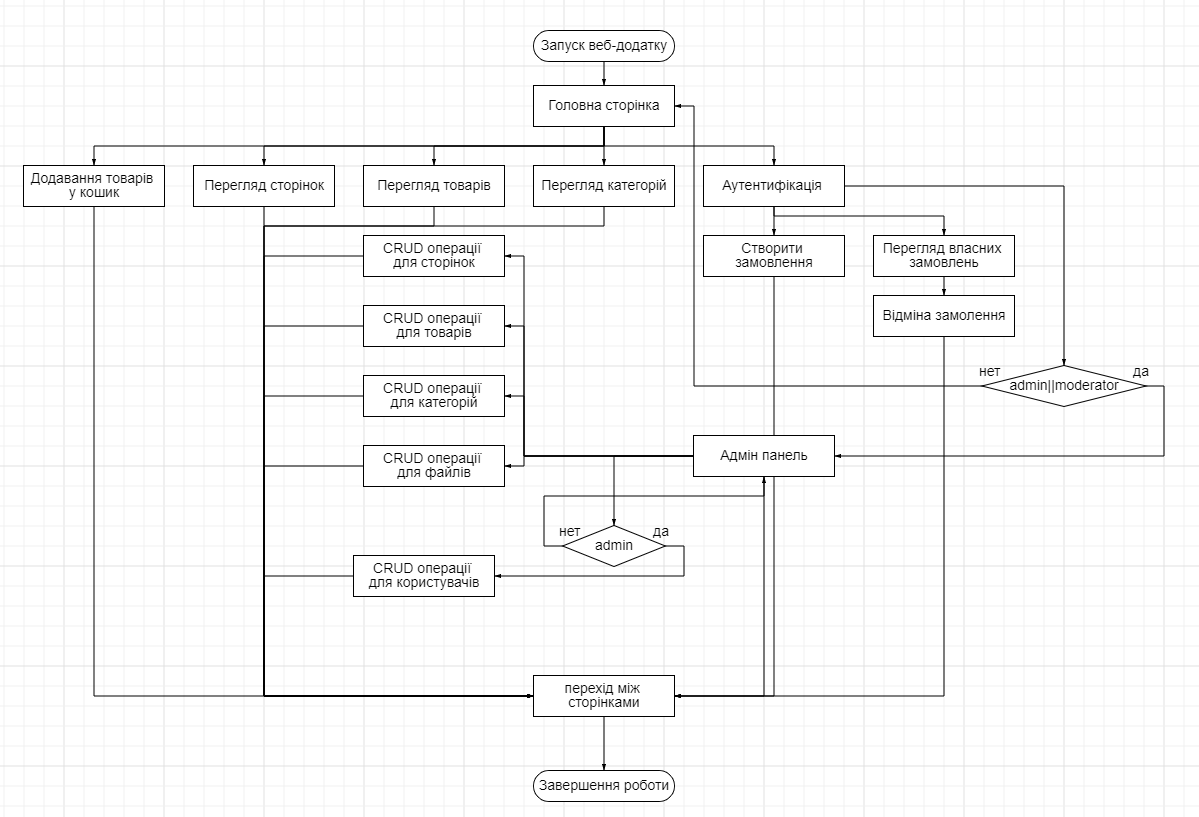 Запуск веб-додатку
Головна сторінка
Додавання товарів
у кошик
Перегляд сторінок
Перегляд товарів
Перегляд категорій
Аутентифікація
CRUD операції
для сторінок
Створити
замовлення
Перегляд власних
замовлень
CRUD операції
для товарів
Відміна замолення
CRUD операції
для категорій
нет
admin||moderator
да
CRUD операції
для файлів
Адмін панель
нет
admin
да
CRUD операції
для користувачів
перехід між
сторінками
Завершення роботи